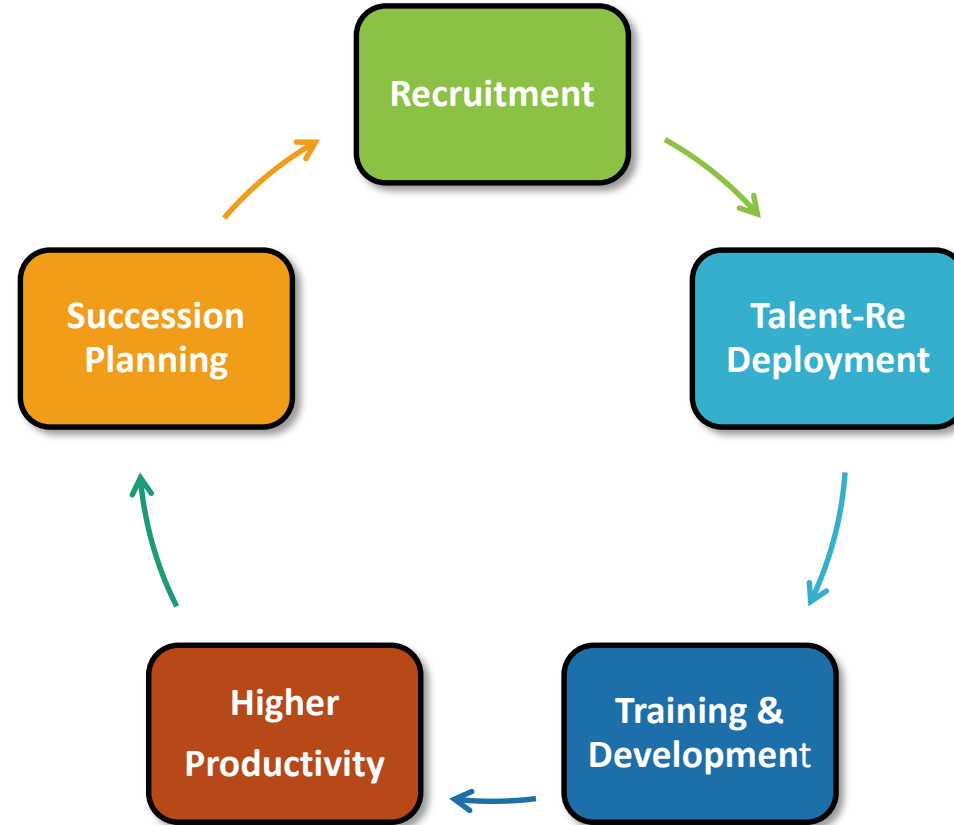 Recruitment
Talent-Re
Deployment
Training &
Development
Higher
Productivity
Succession
Planning